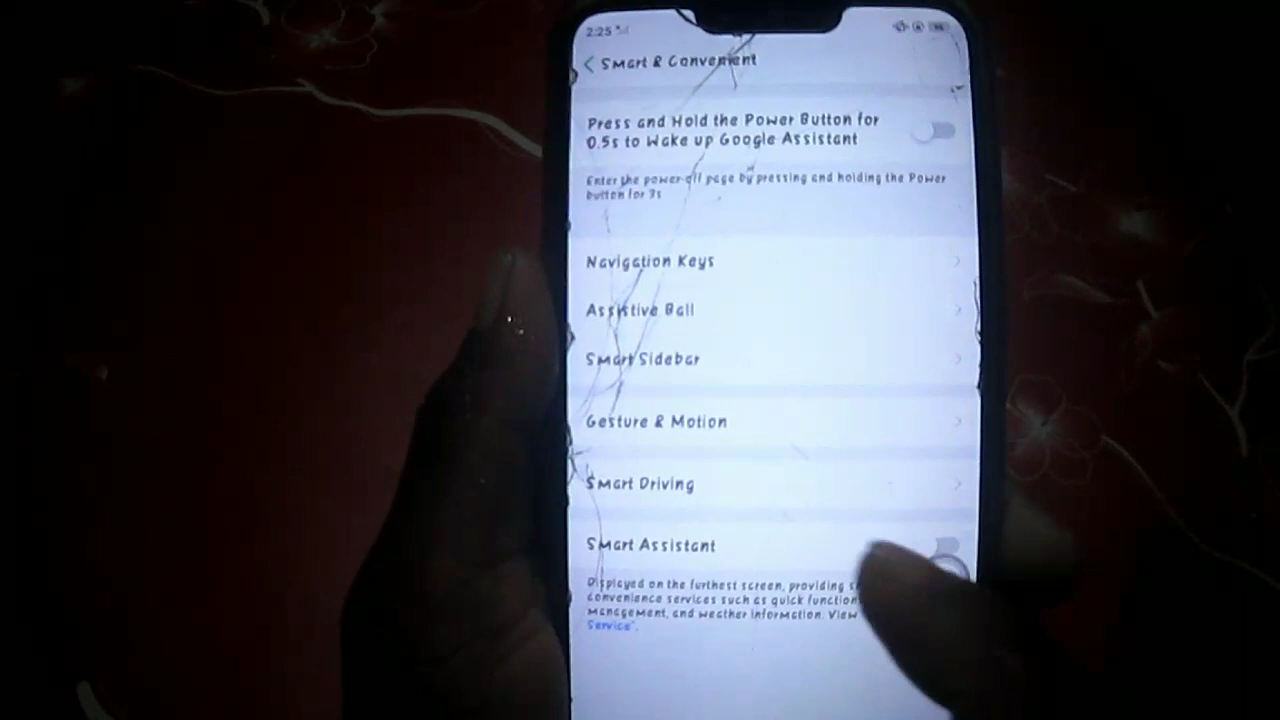 2:25
Smart & Convenient
Press and Hold the Power Button for
0.5s to Wake up Google Assistant
Enter the power-off page by pressing and holding the Power
button for 3s
Navigation Keys
Assistive Ball
Smart Sidebar
Gesture & Motion
Smart Driving
Smart Assistant
Displayed on the furthest screen, providing
convenience services such as quick function
management, and weather information. View
Service".